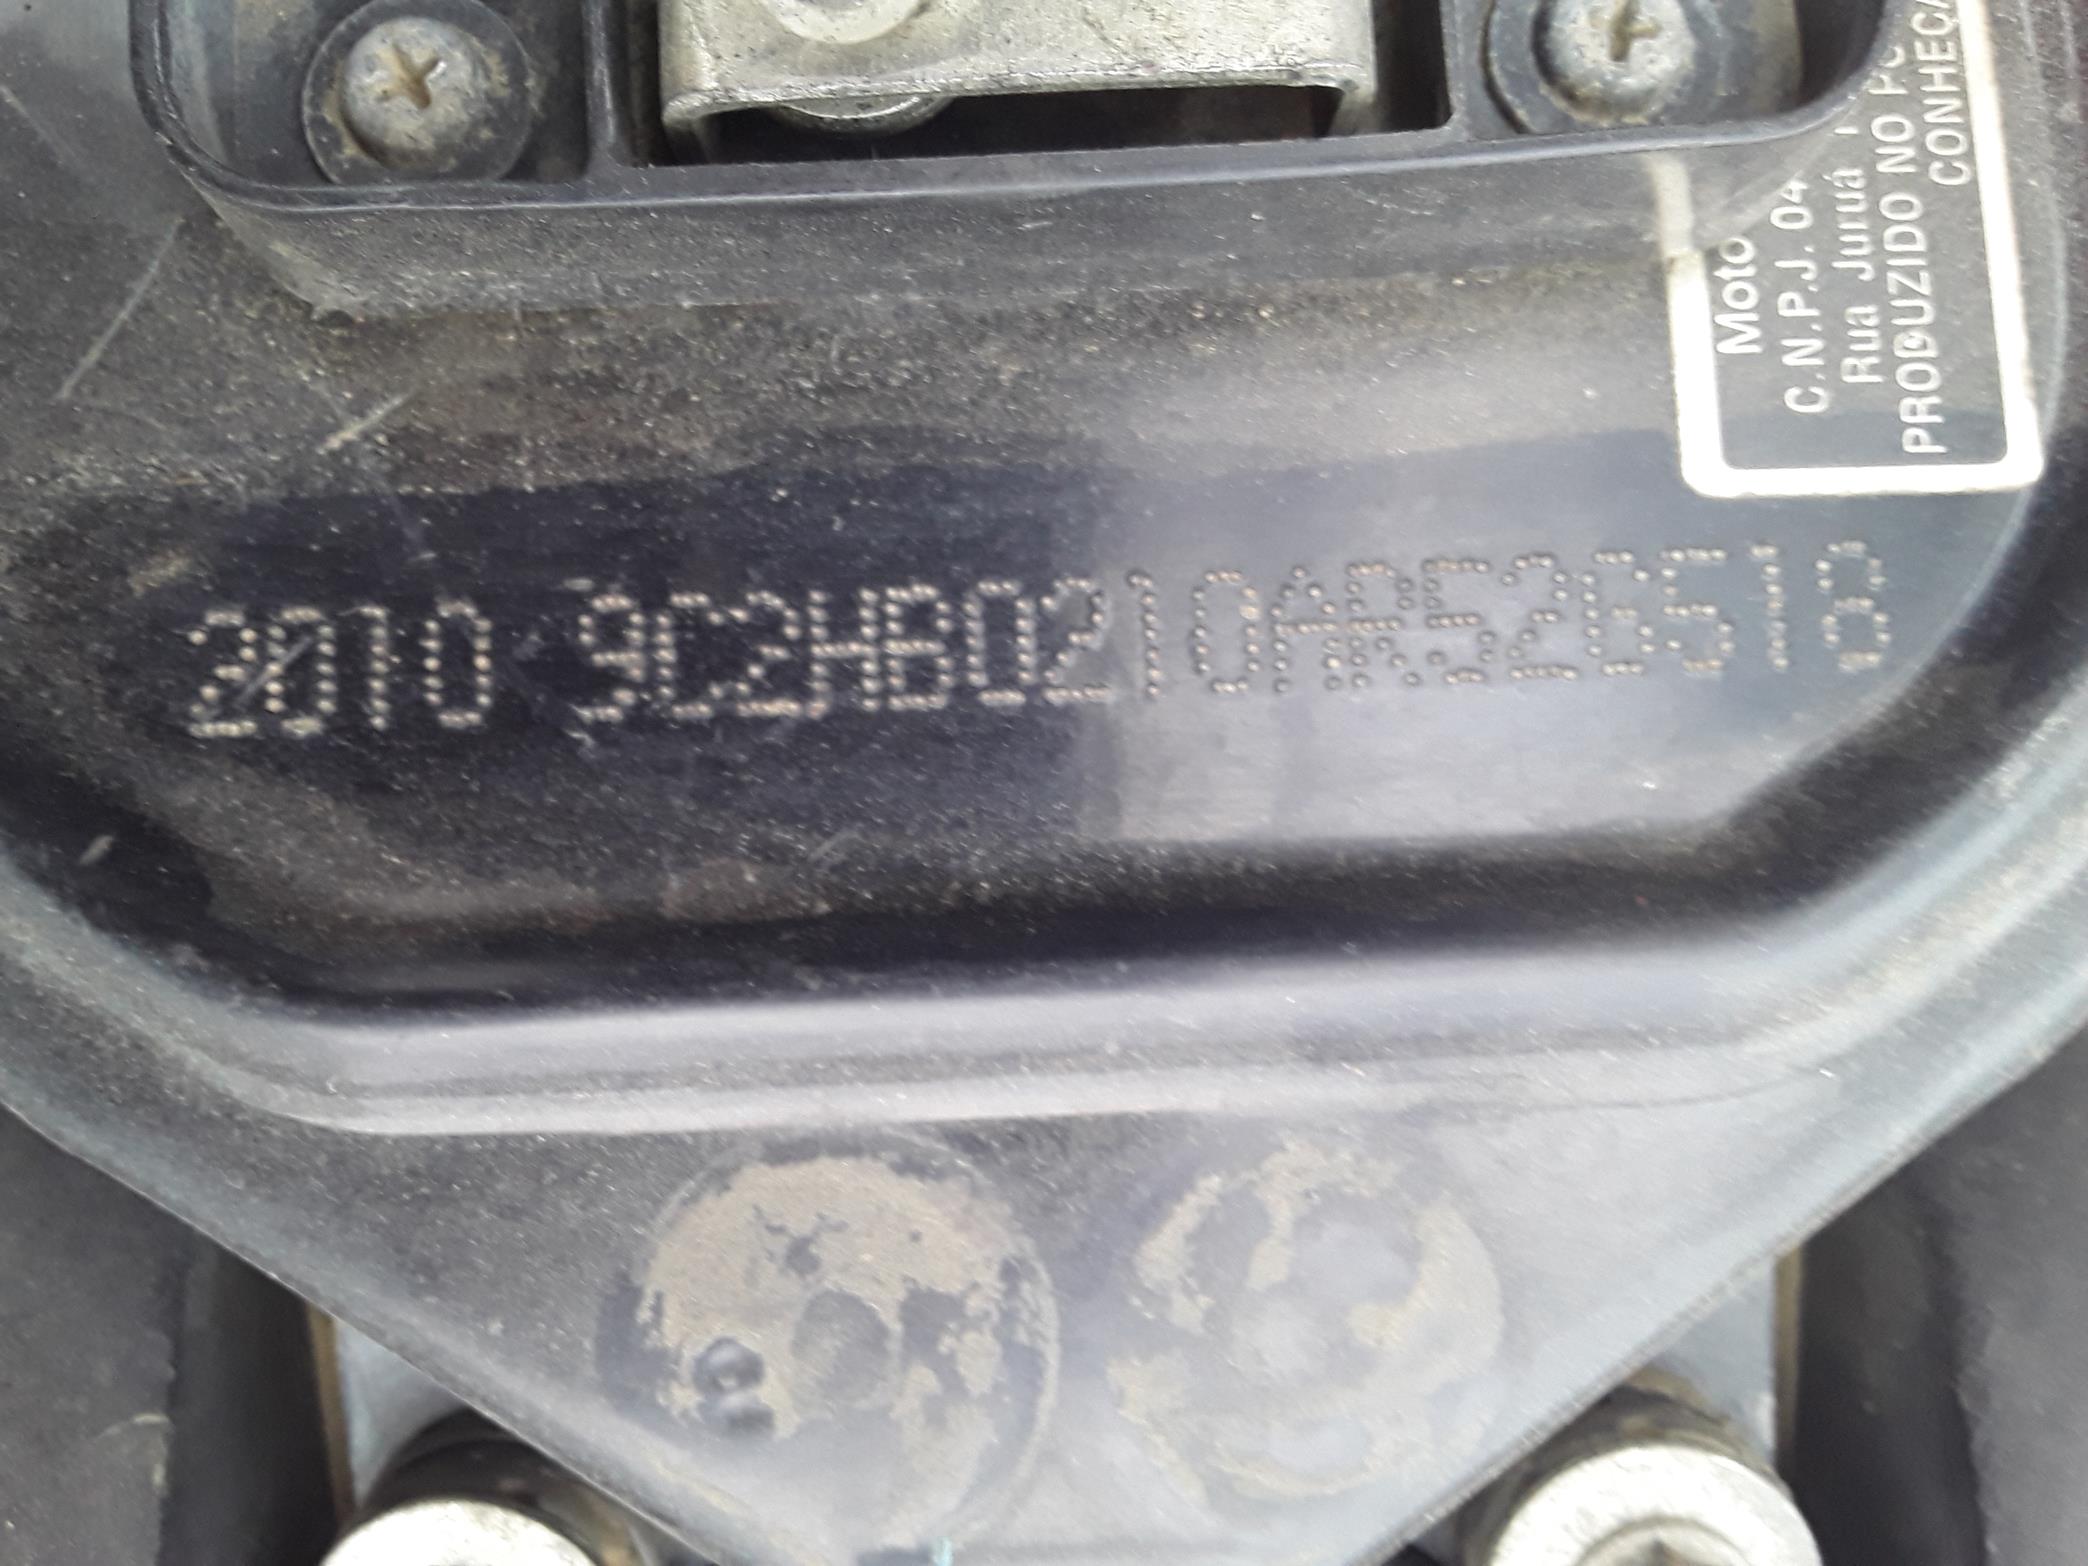 2010 9C2HB0210AR526518
Moto
C.N.P.J. 04
Rua Juruá
PRODUZIDO NO
CONHEÇA